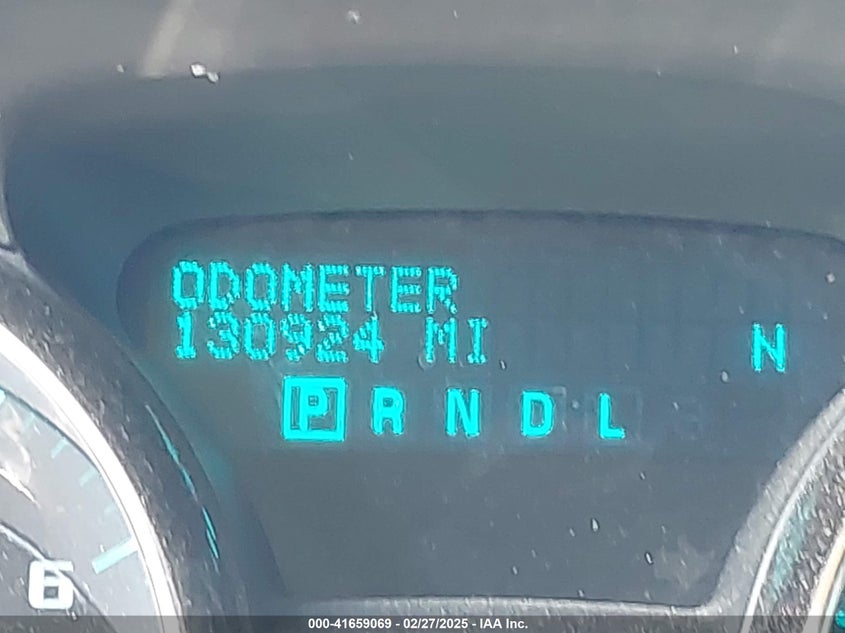 ODOMETER
130924 MI N
P R N D L
6
000-41659069 - 02/27/2025 - IAA Inc.